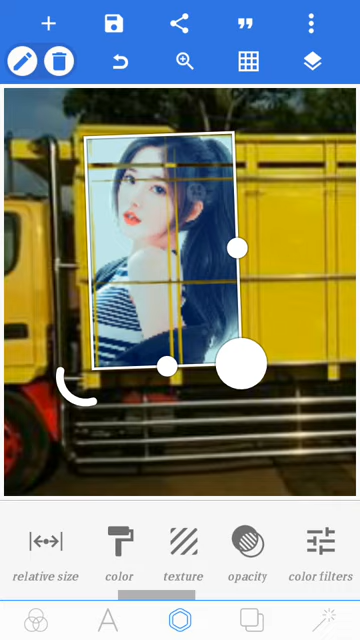 relative size
color
texture
opacity
color filters